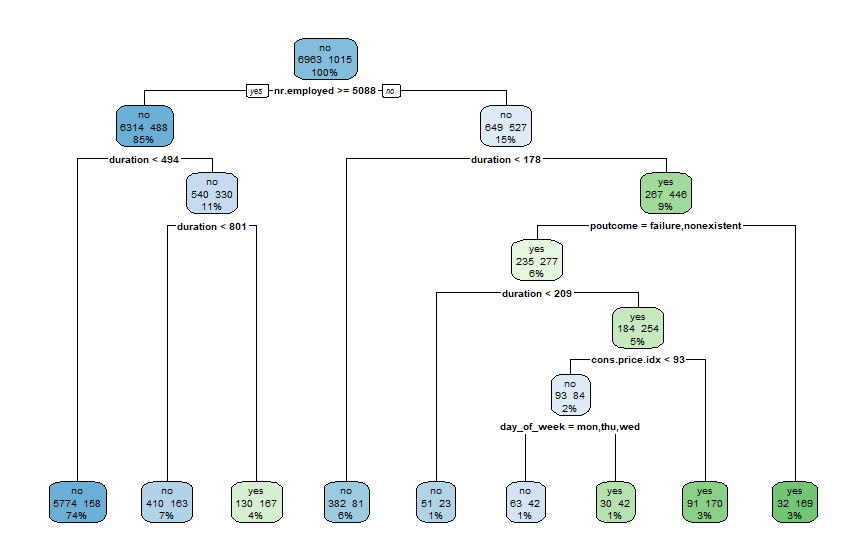 no
6963 1015
100%
yes nr.employed >= 5088 no
no
6314 488
85%
no
649 527
15%
duration < 494
duration < 178
no
540 330
11%
yes
267 446
9%
duration < 801
poutcome = failure,nonexistent
yes
235 277
6%
duration < 209
yes
184 254
5%
cons.price.idx < 93
no
93 84
2%
day_of_week = mon,thu,wed
no
5774 158
74%
no
410 163
7%
yes
130 167
4%
no
382 81
6%
no
51 23
1%
no
63 42
1%
yes
30 42
1%
yes
91 170
3%
yes
32 169
3%